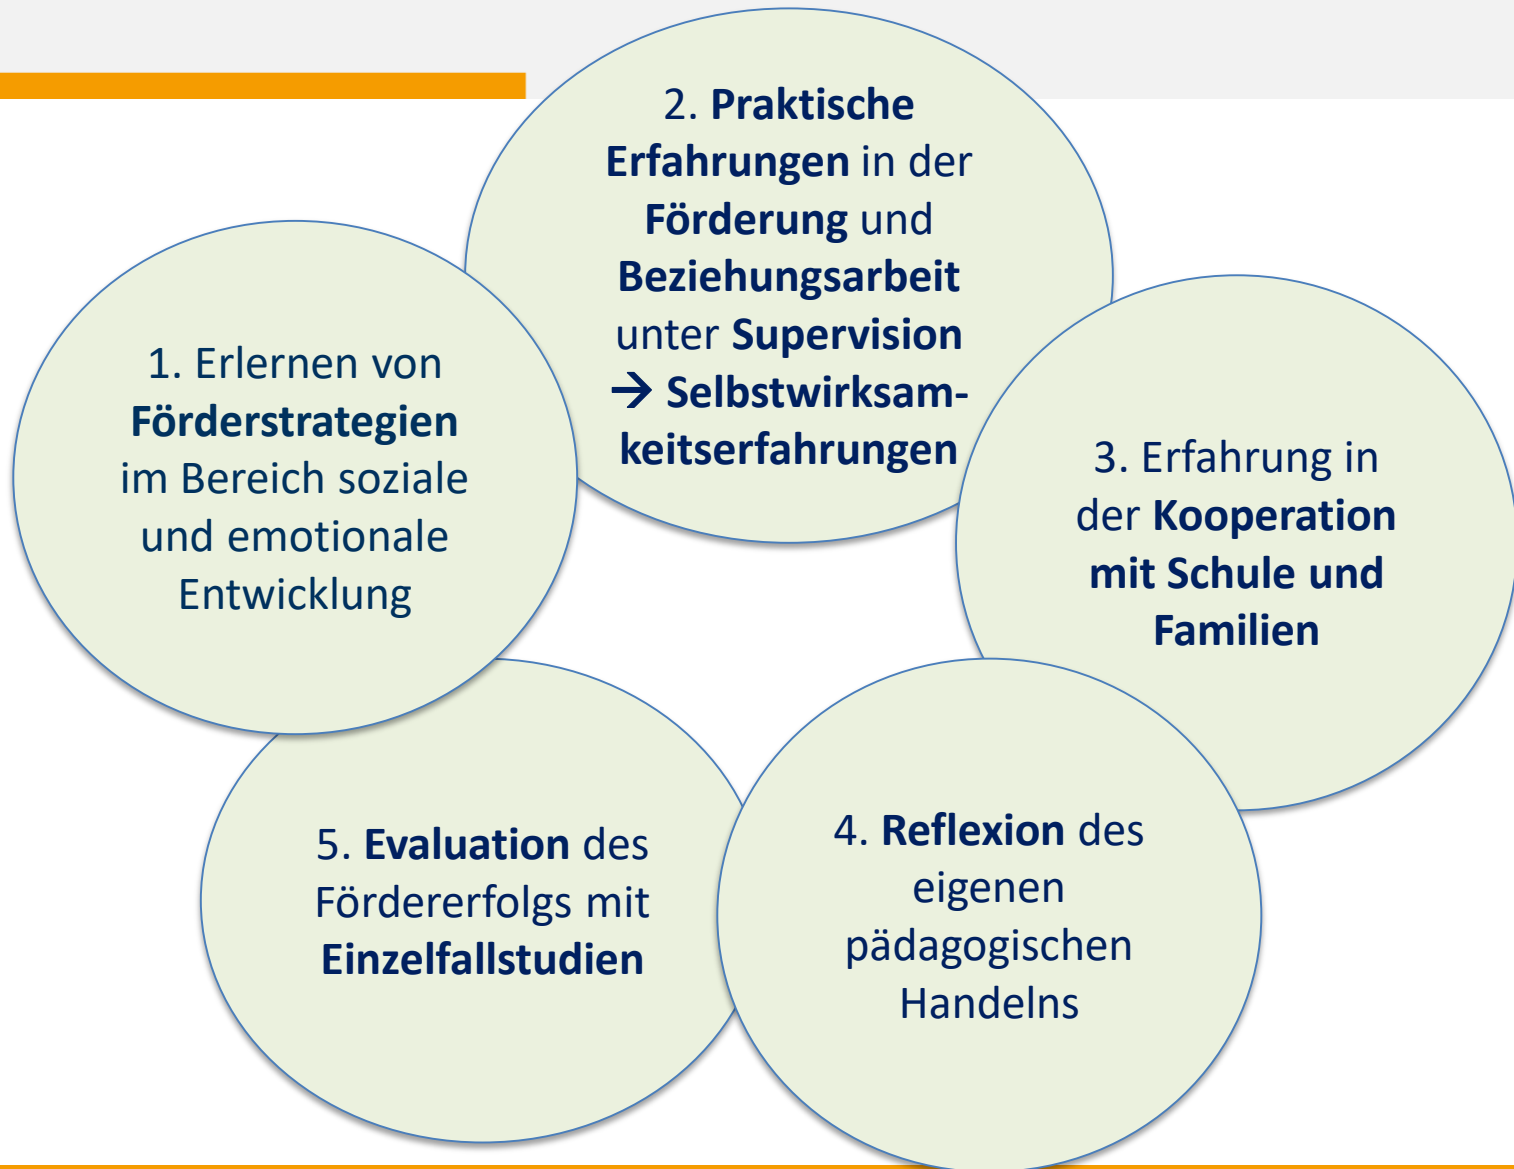 1. Erlernen von
Förderstrategien
im Bereich soziale
und emotionale
Entwicklung
2. Praktische
Erfahrungen in der
Förderung und
Beziehungsarbeit
unter Supervision
→ Selbstwirksam-
keitserfahrungen
3. Erfahrung in
der Kooperation
mit Schule und
Familien
4. Reflexion des
eigenen
pädagogischen
Handelns
5. Evaluation des
Fördererfolgs mit
Einzelfallstudien